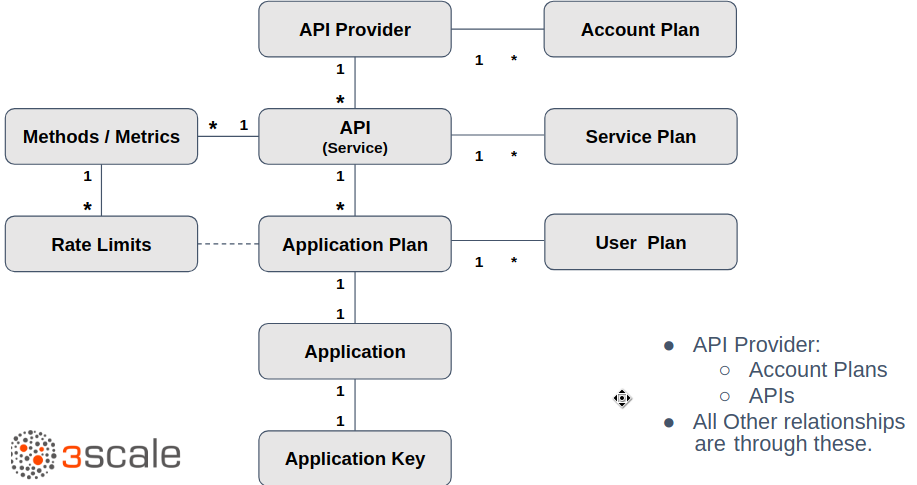 API Provider
Account Plan
1
1 *
*
Methods / Metrics
* 1
API
(Service)
Service Plan
1 *
1
1
*
*
Rate Limits
Application Plan
User  Plan
1 *
1
1
Application
1
1
Application Key
● API Provider:
○ Account Plans
○ APIs
● All Other relationships
are through these.
3scale